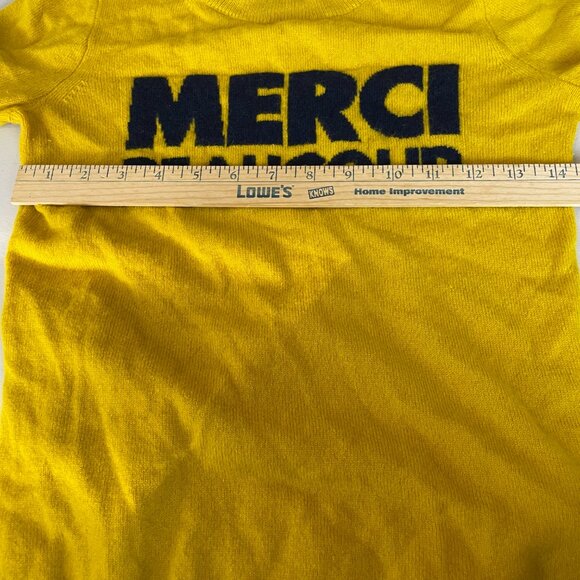 MERCI
BEAUCOUP
1 2 3 4 5 6 7 8 9 10 11 12 13 14
LOWE'S KNOWS Home Improvement